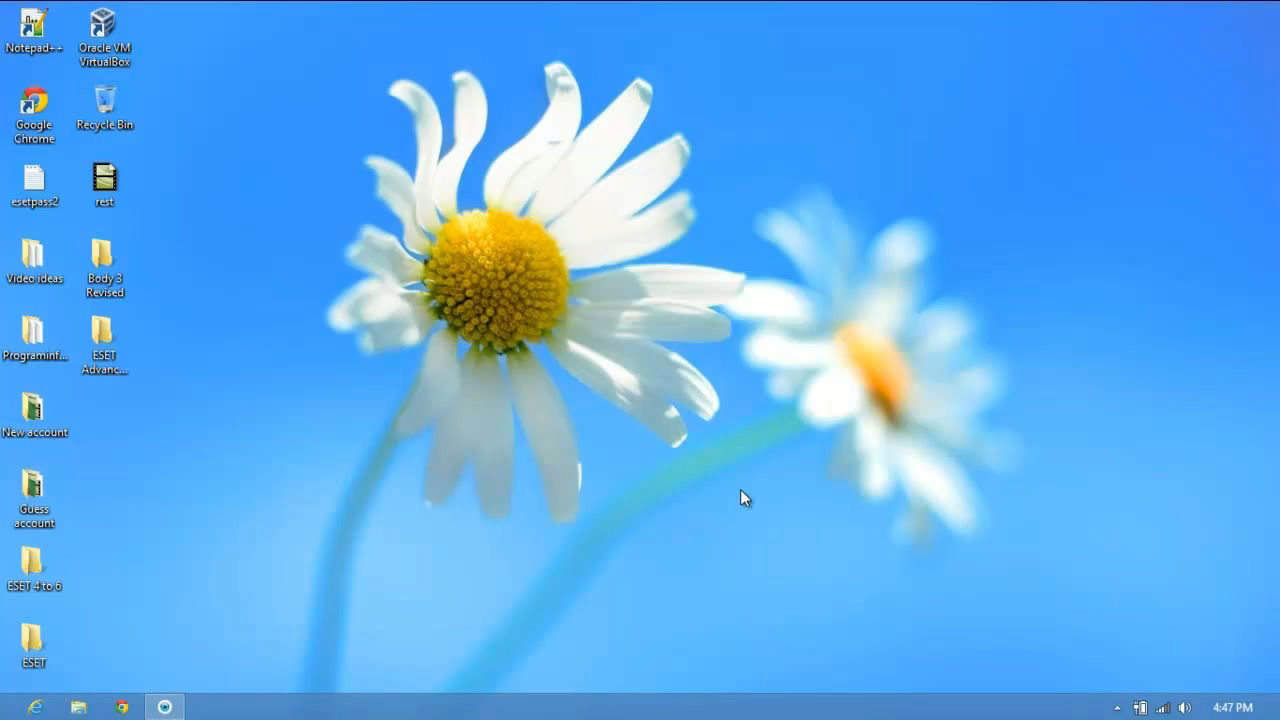 Notepad++
Oracle VM
VirtualBox
Google
Chrome
Recycle Bin
esetpass2
rest
Video ideas
Body 3
Revised
Programinf...
ESET
Advanc...
New account
Guess
account
ESET 4 to 6
ESET
4:47 PM